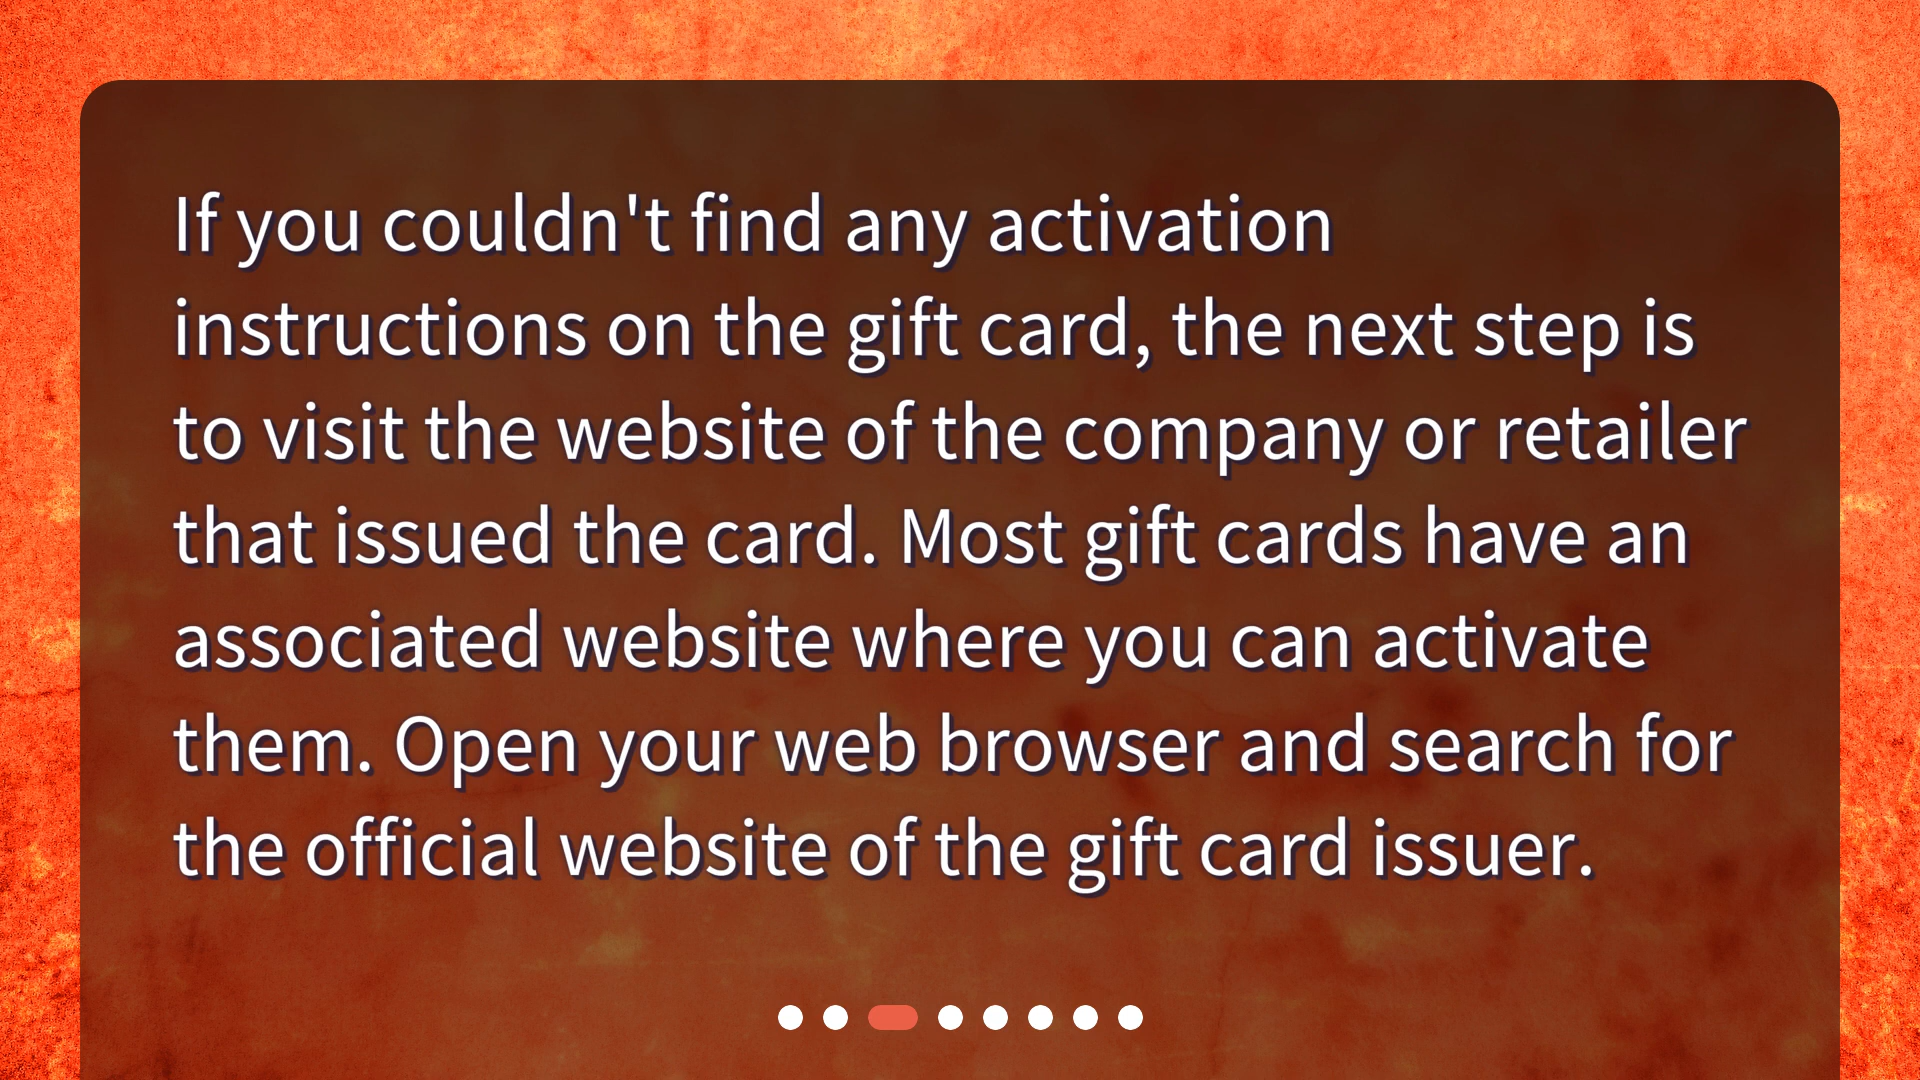 If you couldn't find any activation
instructions on the gift card, the next step is
to visit the website of the company or retailer
that issued the card. Most gift cards have an
associated website where you can activate
them. Open your web browser and search for
the official website of the gift card issuer.